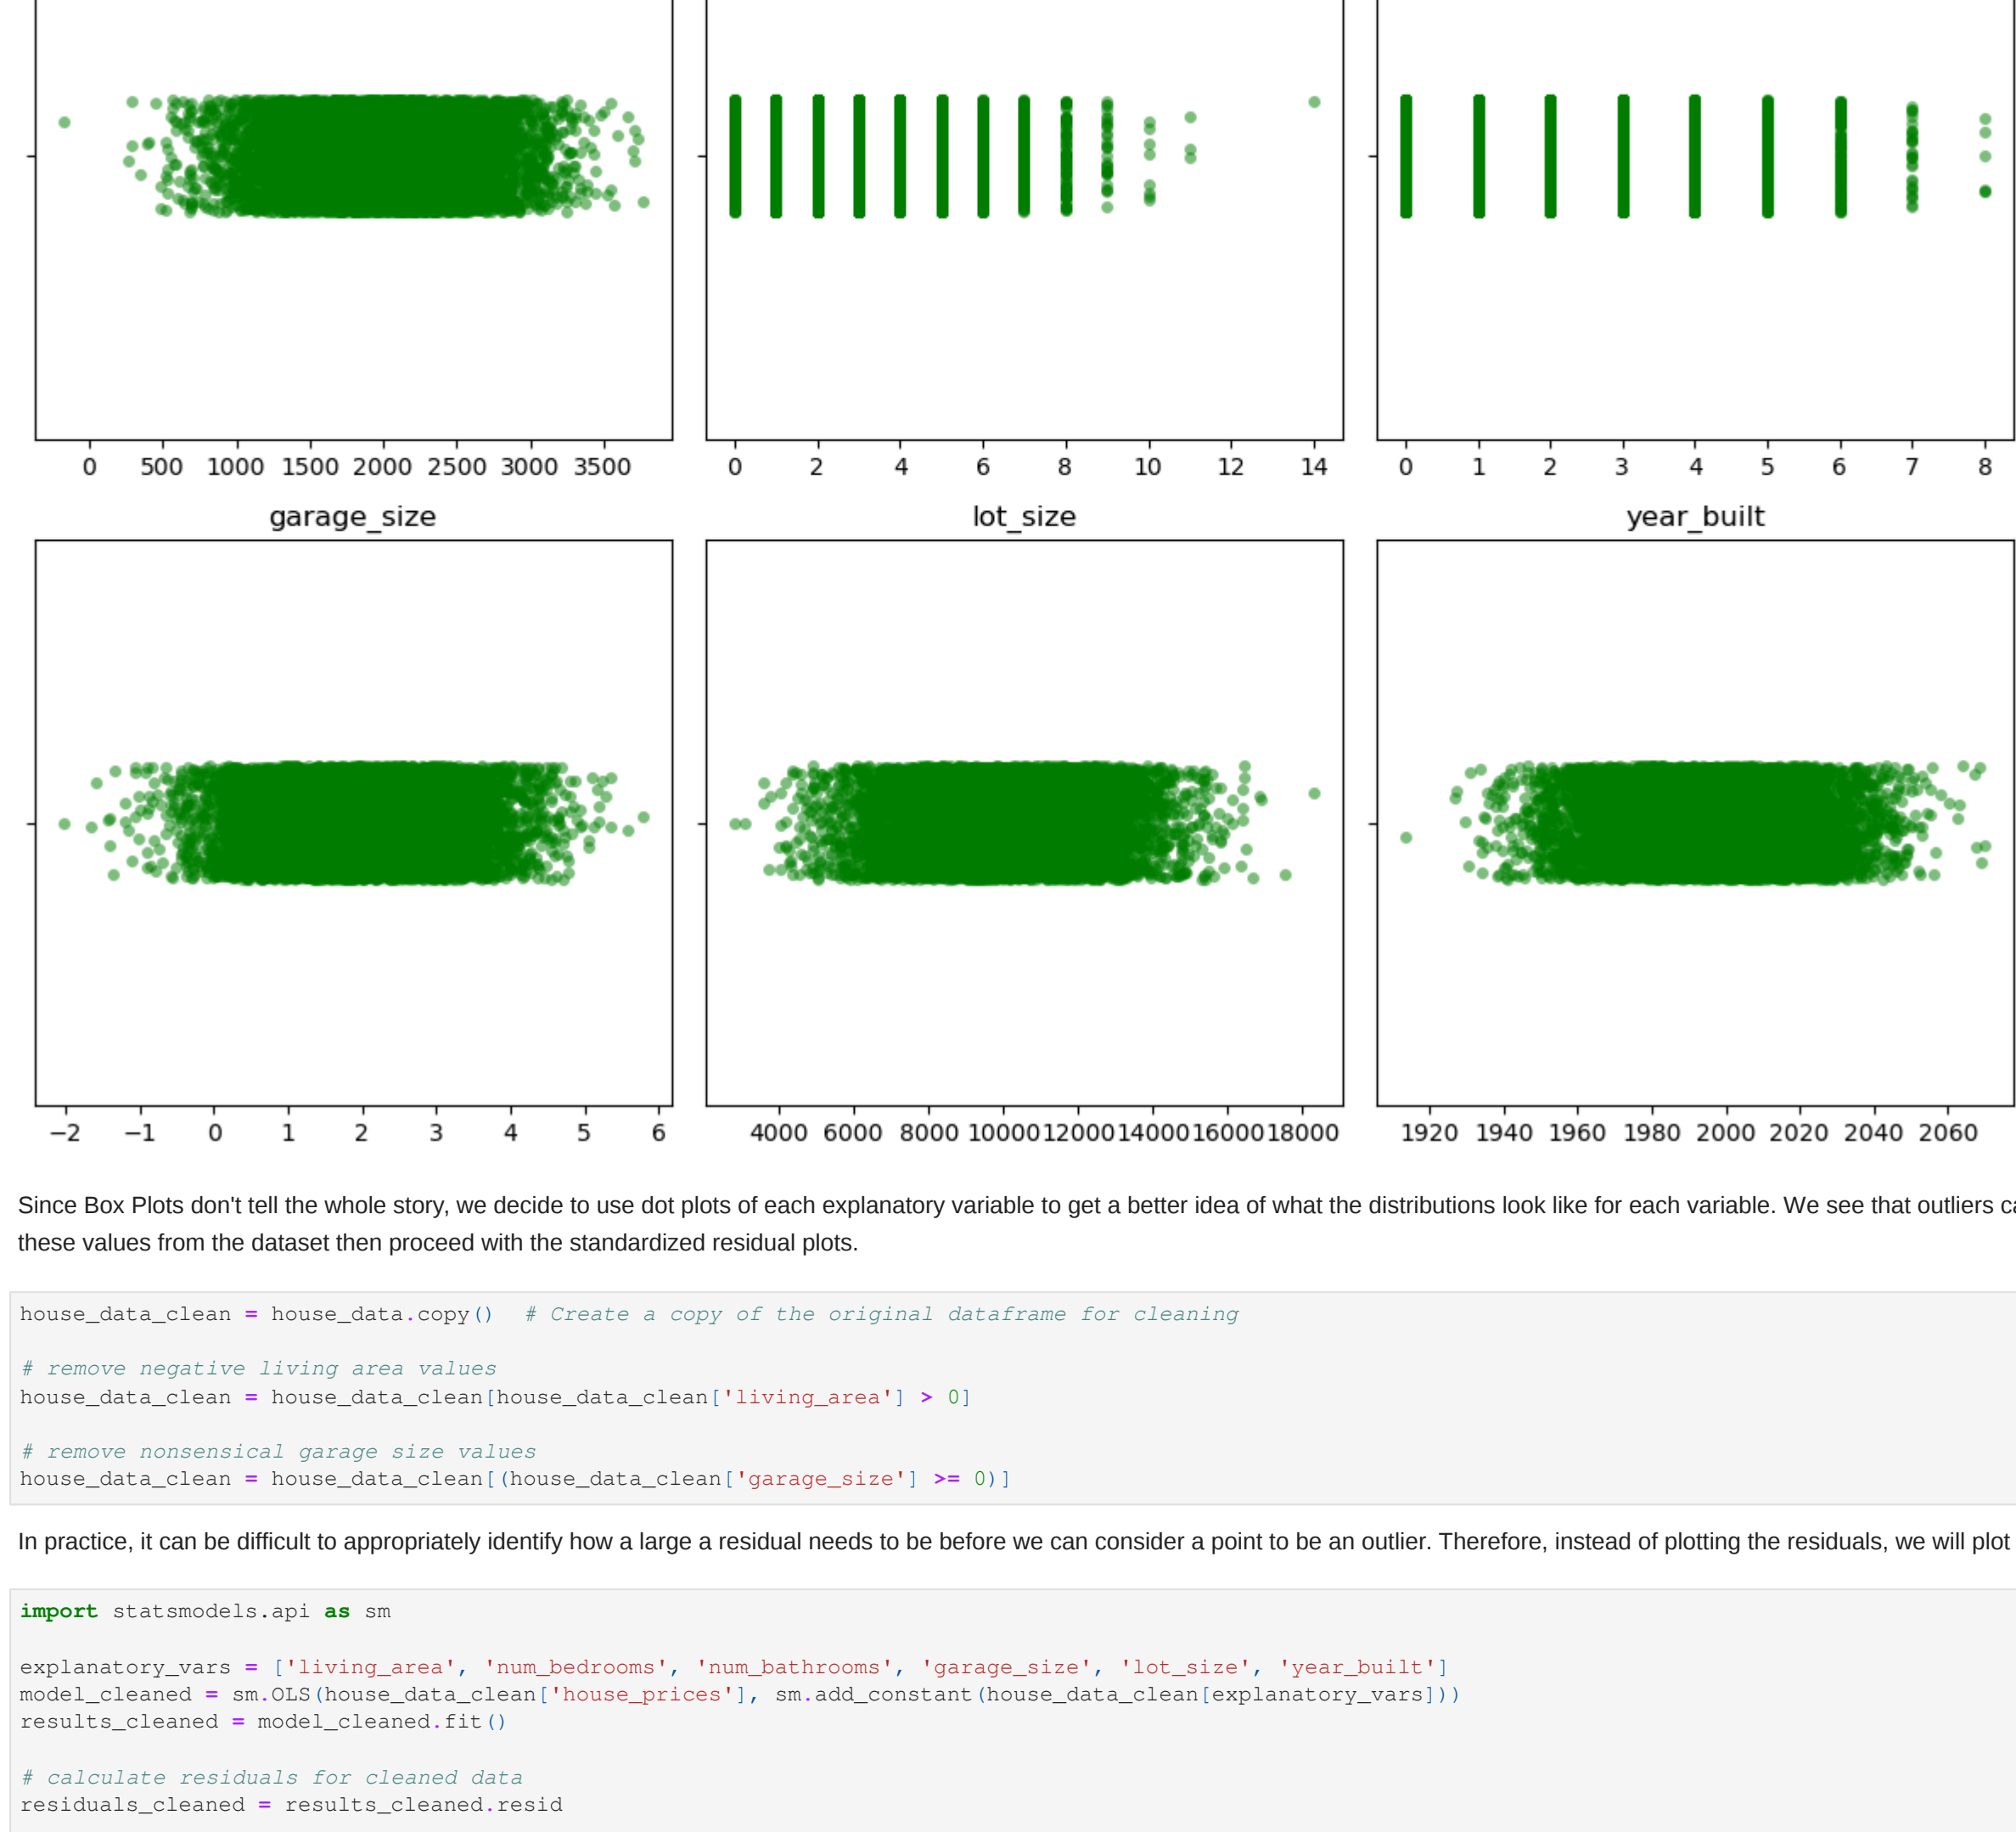 0 500 1000 1500 2000 2500 3000 3500
0 2 4 6 8 10 12 14
0 1 2 3 4 5 6 7 8
garage_size
lot_size
year_built
−2 −1 0 1 2 3 4 5 6
4000 6000 8000 10000 12000 14000 16000 18000
1920 1940 1960 1980 2000 2020 2040 2060
Since Box Plots don't tell the whole story, we decide to use dot plots of each explanatory variable to get a better idea of what the distributions look like for each variable. We see that outliers
these values from the dataset then proceed with the standardized residual plots.
house_data_clean = house_data.copy()  # Create a copy of the original dataframe for cleaning
# remove negative living area values
house_data_clean = house_data_clean[house_data_clean['living_area'] > 0]
# remove nonsensical garage size values
house_data_clean = house_data_clean[(house_data_clean['garage_size'] >= 0)]
In practice, it can be difficult to appropriately identify how a large a residual needs to be before we can consider a point to be an outlier. Therefore, instead of plotting the residuals, we will plot
import statsmodels.api as sm
explanatory_vars = ['living_area', 'num_bedrooms', 'num_bathrooms', 'garage_size', 'lot_size', 'year_built']
model_cleaned = sm.OLS(house_data_clean['house_prices'], sm.add_constant(house_data_clean[explanatory_vars]))
results_cleaned = model_cleaned.fit()
# calculate residuals for cleaned data
residuals_cleaned = results_cleaned.resid